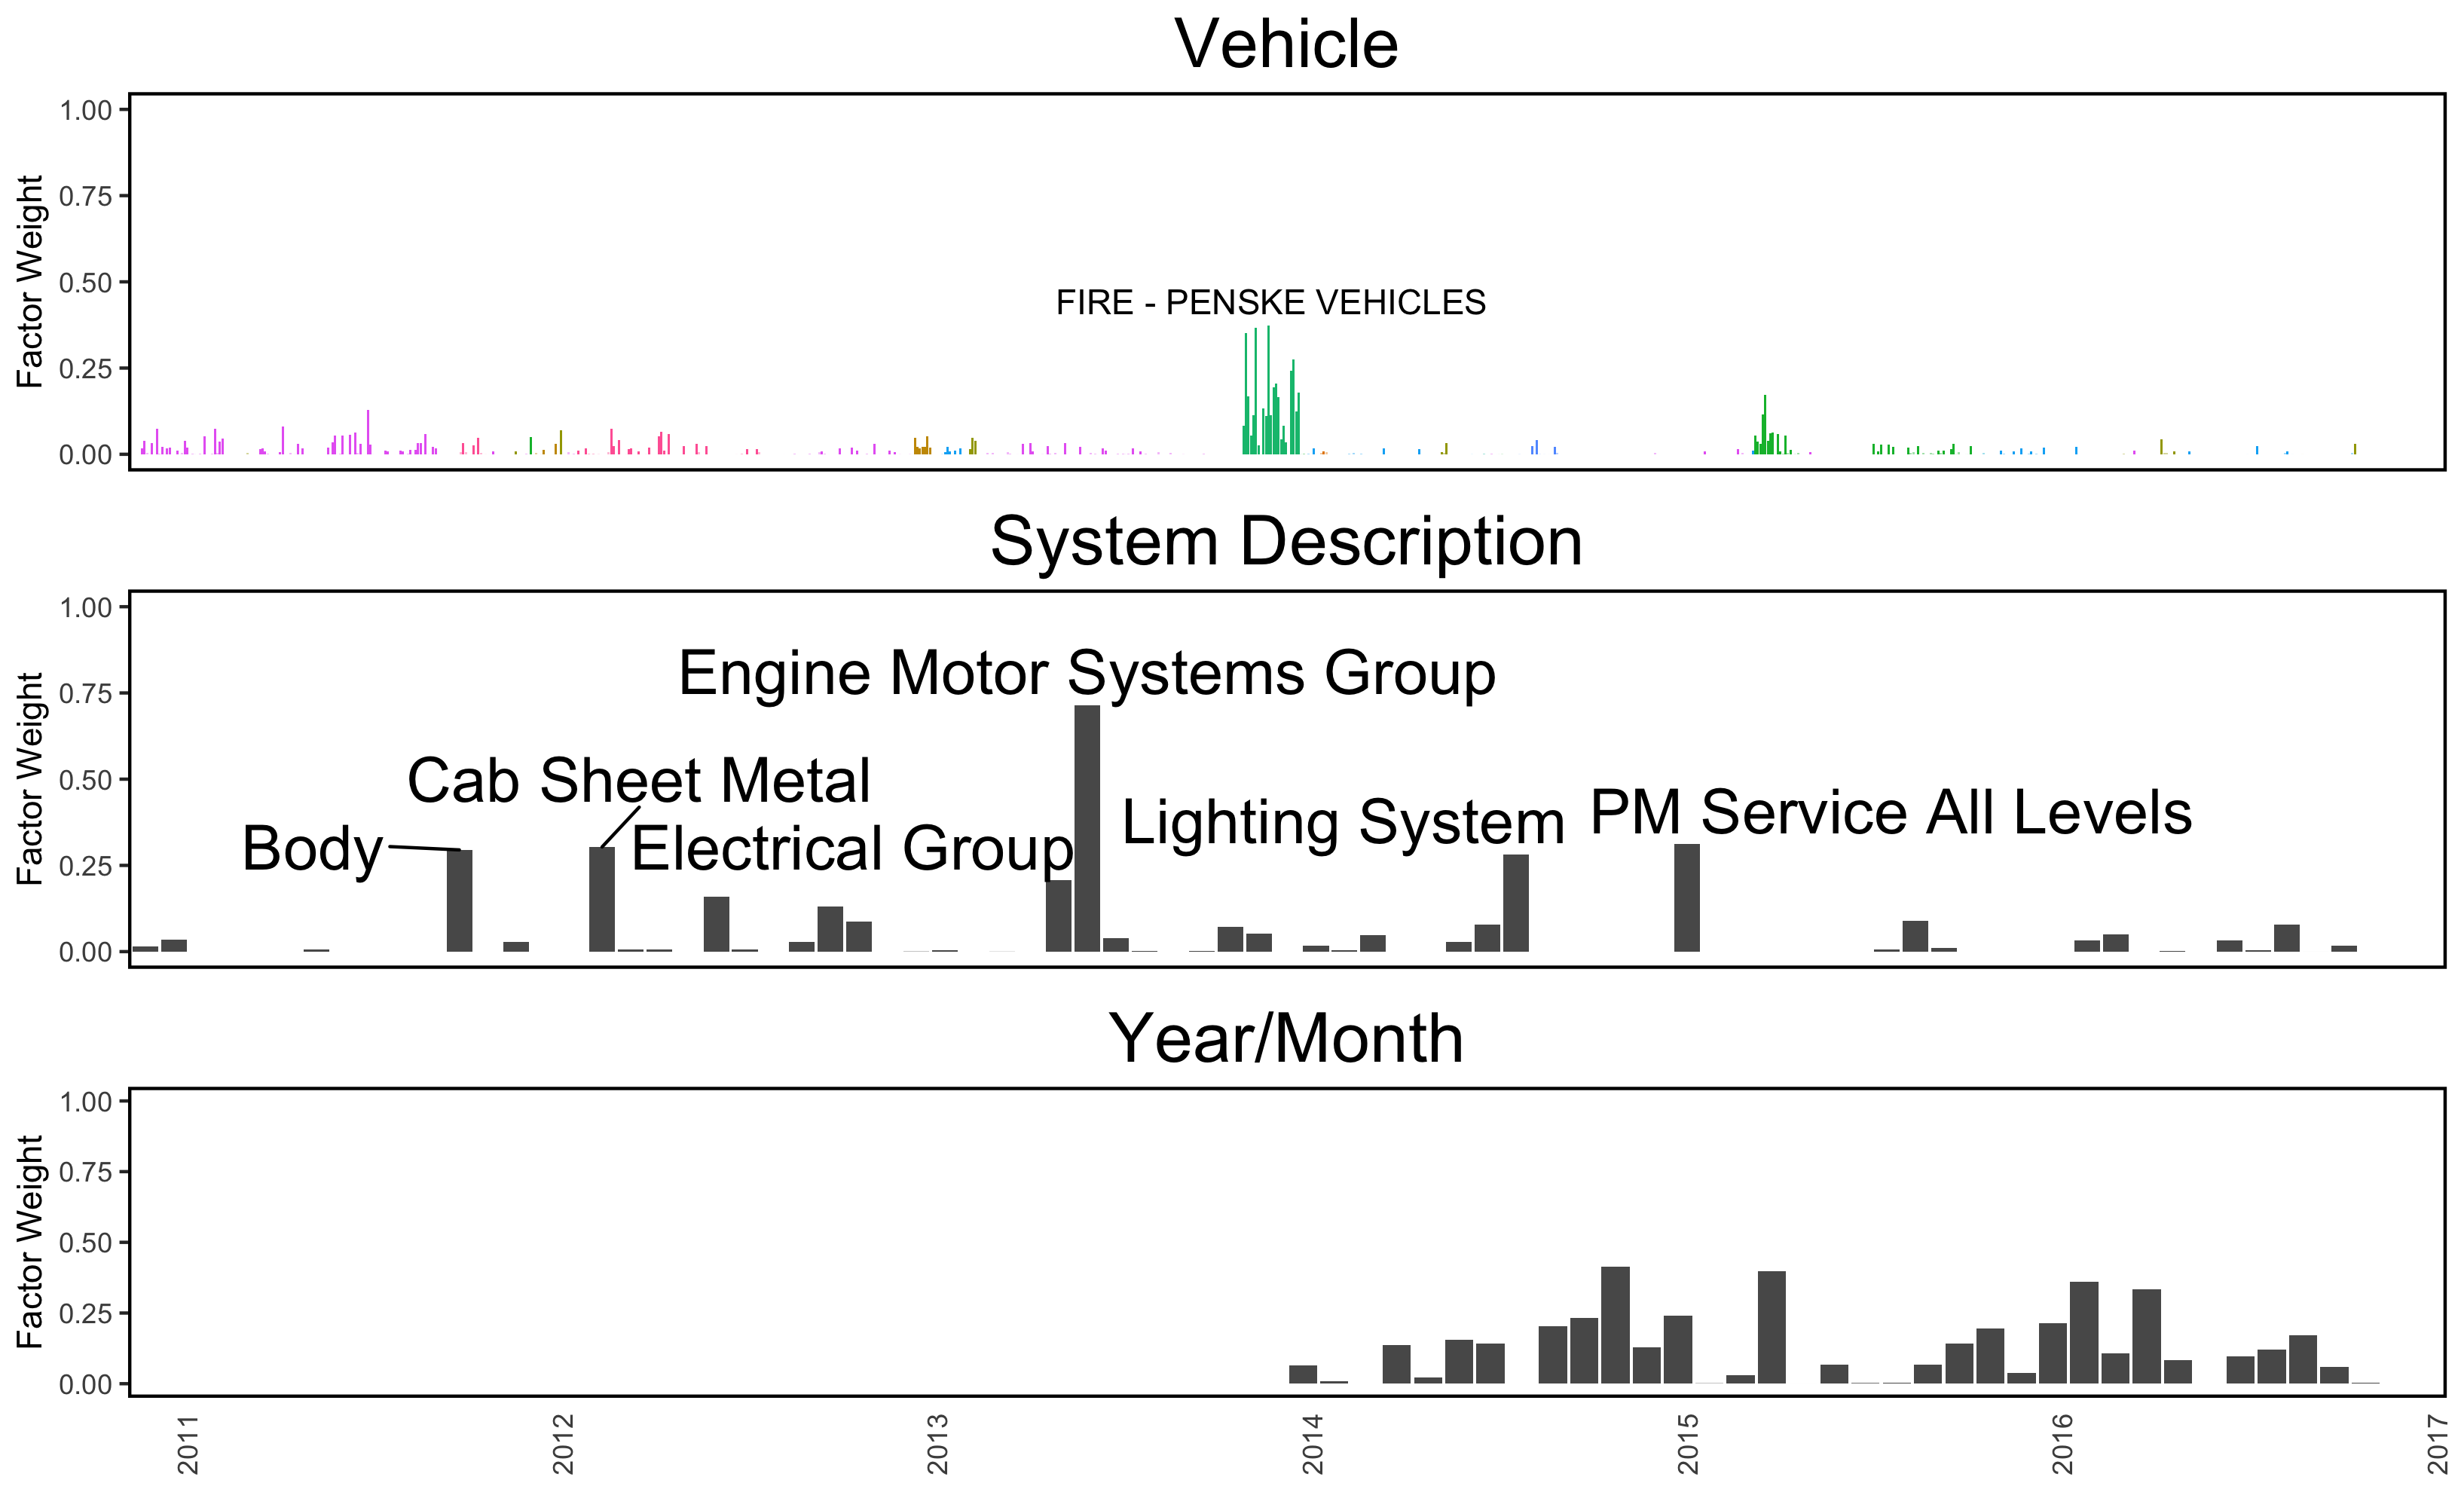 Vehicle
Factor Weight
1.00
0.75
0.50
0.25
0.00
FIRE - PENSKE VEHICLES
System Description
Factor Weight
1.00
0.75
0.50
0.25
0.00
Engine Motor Systems Group
Cab Sheet Metal
Body
Electrical Group
Lighting System
PM Service All Levels
Year/Month
Factor Weight
1.00
0.75
0.50
0.25
0.00
2011
2012
2013
2014
2015
2016
2017